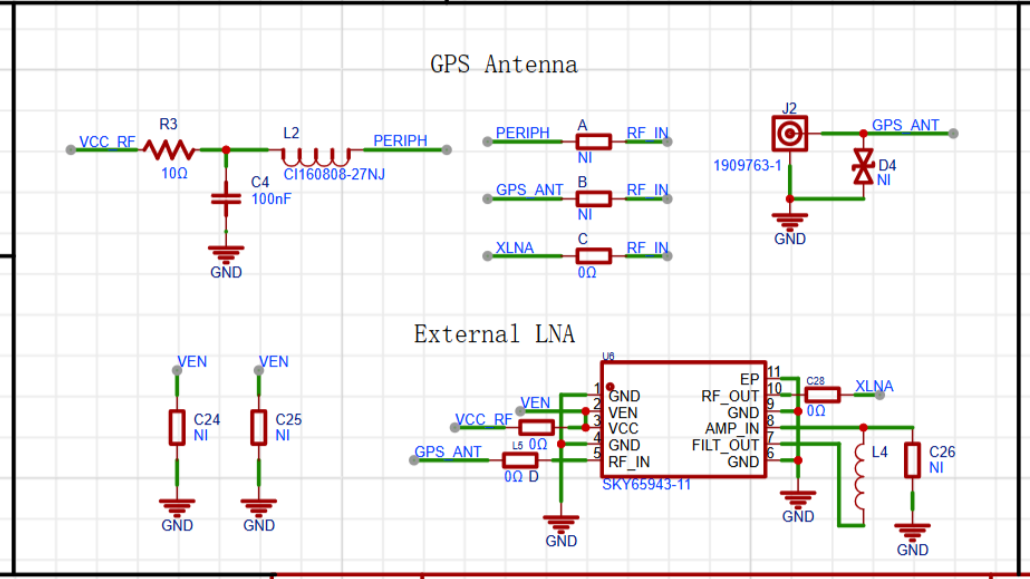 GPS Antenna
VCC_RF
R3
10Ω
C4
100nF
GND
L2
CI160808-27NJ
PERIPH
PERIPH
A
NI
RF_IN
GPS_ANT
B
NI
RF_IN
XLNA
C
0Ω
RF_IN
J2
1909763-1
GPS_ANT
D4
NI
GND
External LNA
VEN
C24
NI
GND
VEN
C25
NI
GND
U6
VEN
VCC_RF
L5 0Ω
GPS_ANT
0Ω D
GND
1 GND
2 VEN
3 VCC
4 GND
5 RF_IN
EP 11
RF_OUT 10
GND 9
AMP_IN 8
FILT_OUT 7
GND 6
SKY65943-11
C28
0Ω
XLNA
GND
L4
C26
NI
GND